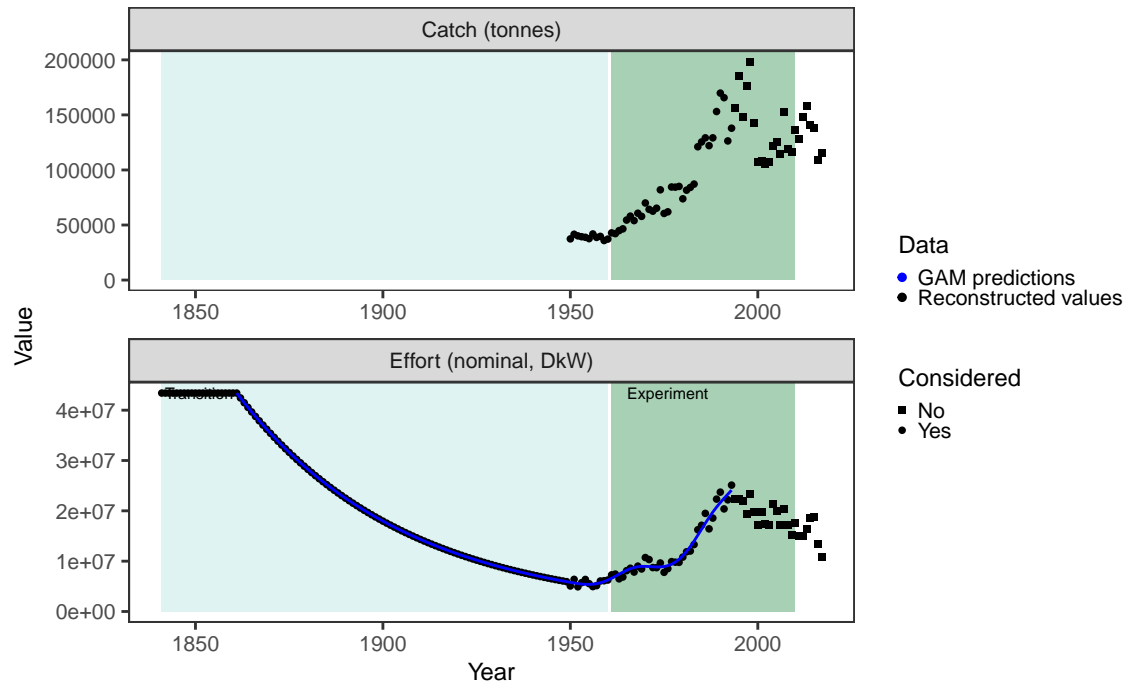 Catch (tonnes)
200000
150000
100000
50000
0
1850
1900
1950
2000
Effort (nominal, DkW)
Transition
Experiment
4e+07
3e+07
2e+07
1e+07
0e+00
1850
1900
1950
2000
Value
Year
Data
GAM predictions
Reconstructed values
Considered
No
Yes